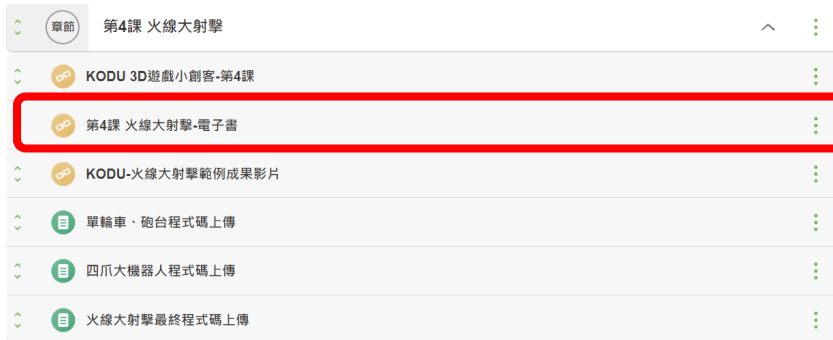 章節 第4課 火線大射擊
KODU 3D遊戲小創客-第4課
第4課 火線大射擊-電子書
KODU-火線大射擊範例成果影片
單輪車、砲台程式碼上傳
四爪大機器人程式碼上傳
火線大射擊最終程式碼上傳